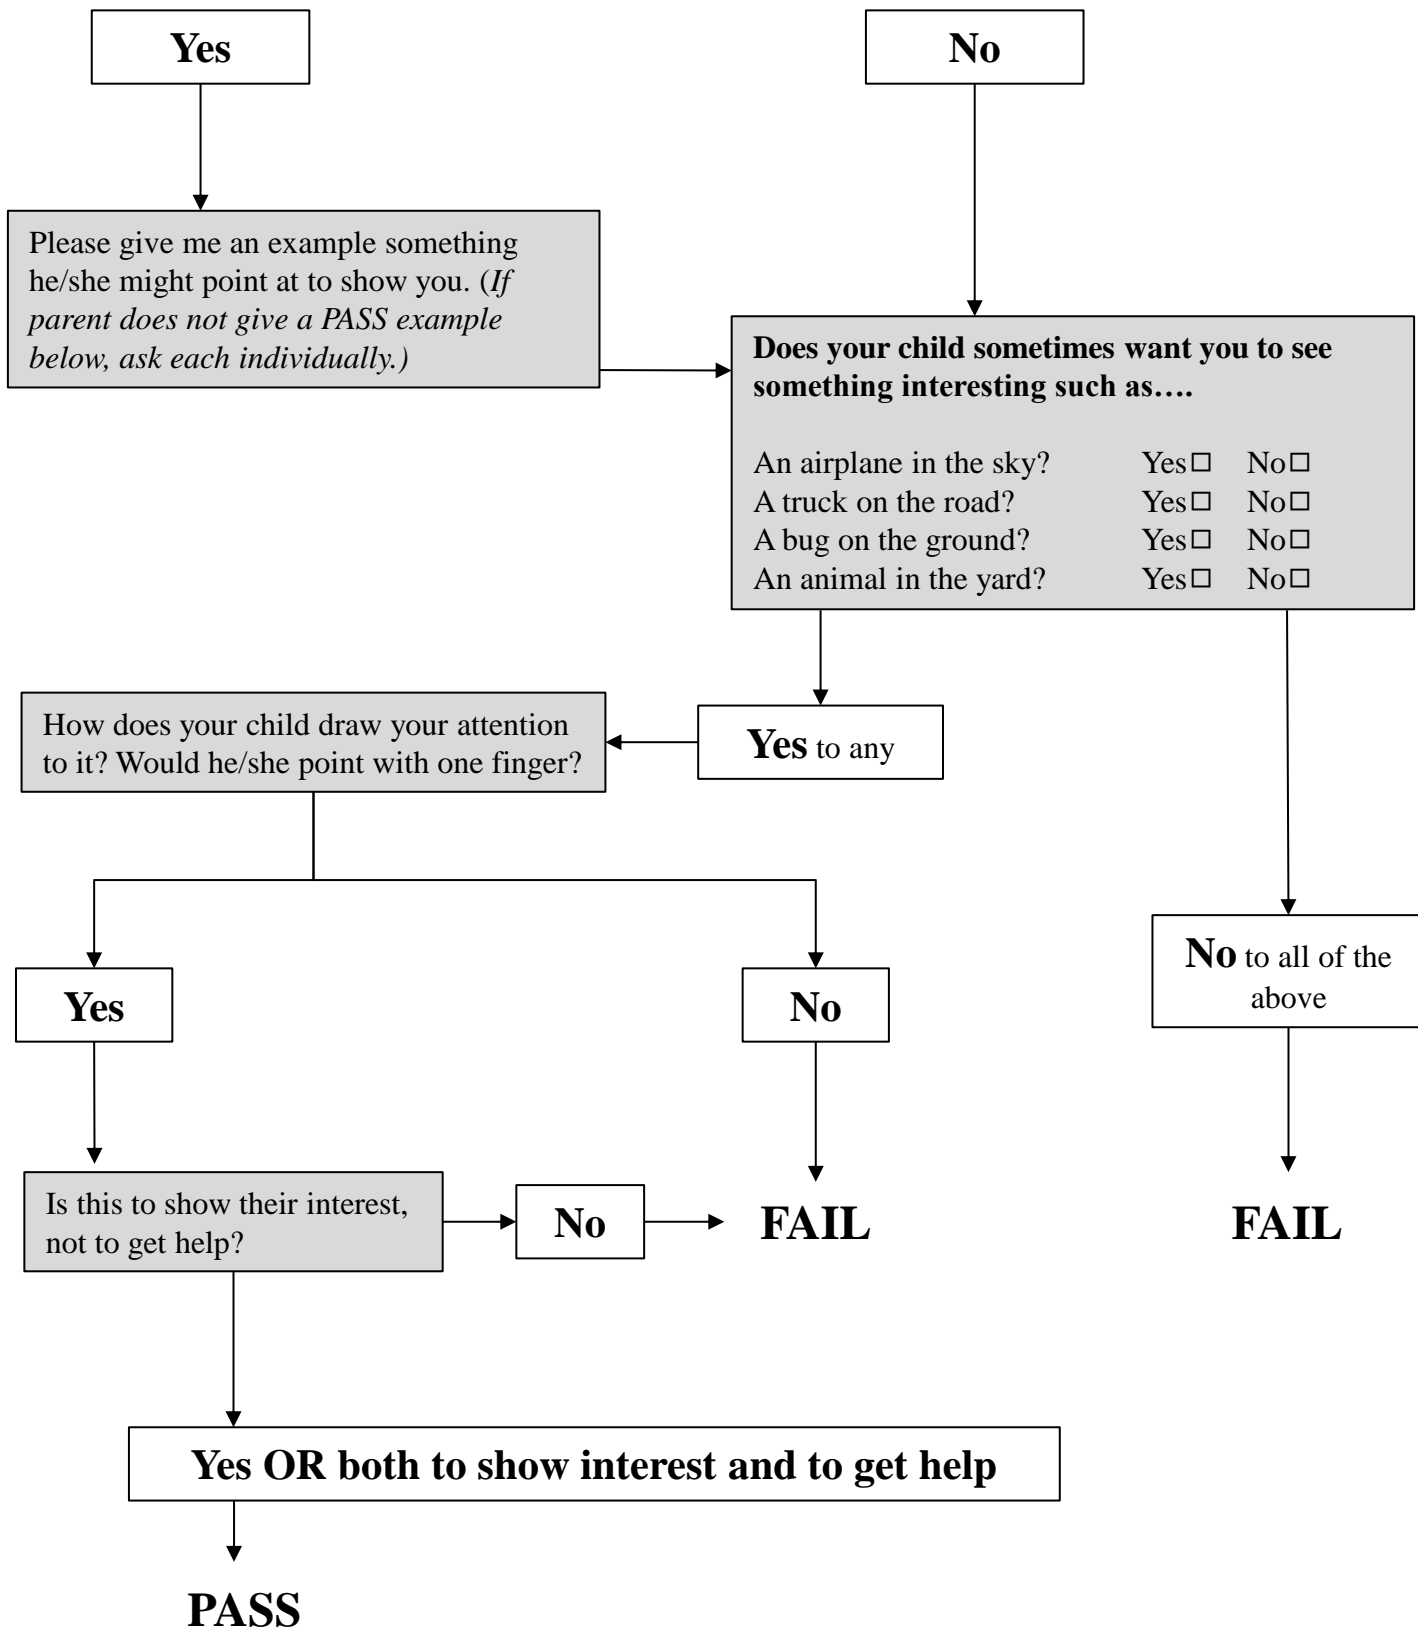 Yes
No
Please give me an example something
he/she might point at to show you. (If
parent does not give a PASS example
below, ask each individually.)
Does your child sometimes want you to see
something interesting such as….
An airplane in the sky? Yes☐ No☐
A truck on the road? Yes☐ No☐
A bug on the ground? Yes☐ No☐
An animal in the yard? Yes☐ No☐
How does your child draw your attention
to it? Would he/she point with one finger?
Yes to any
Yes
No
No to all of the
above
Is this to show their interest,
not to get help?
No
FAIL
FAIL
Yes OR both to show interest and to get help
PASS